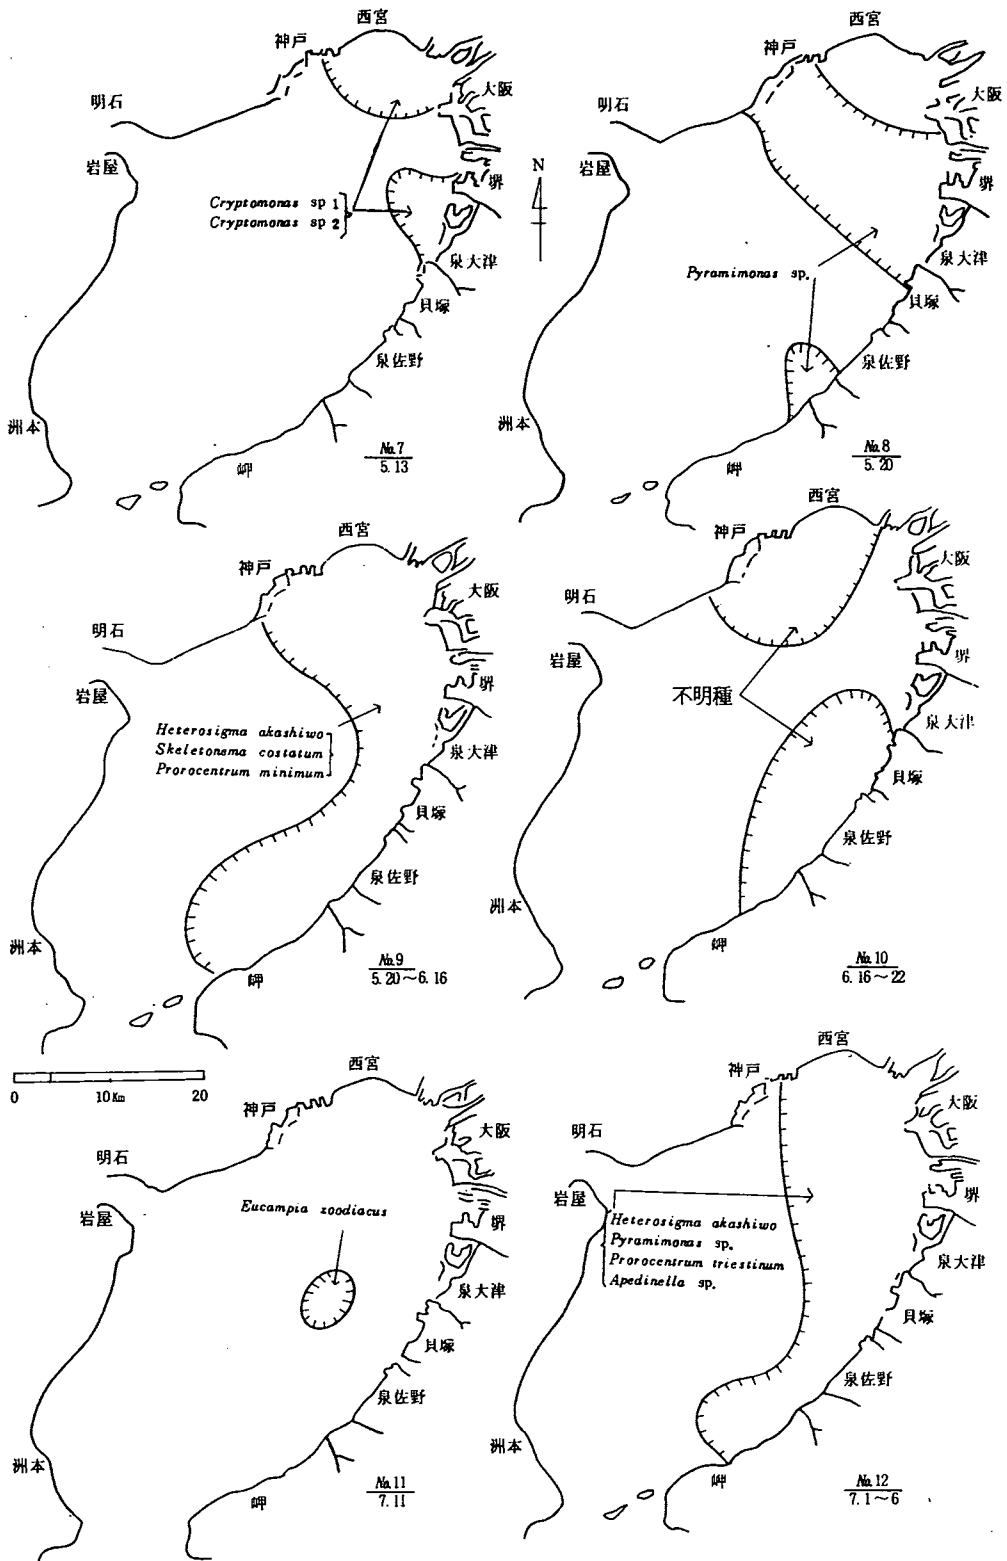 西宮
神戸
大阪
明石
岩屋
堺
Cryptomonas sp 1
Cryptomonas sp 2
泉大津
貝塚
泉佐野
洲本
岬
No.7
5.13
N
西宮
神戸
大阪
明石
岩屋
堺
泉大津
Pyramimonas sp.
貝塚
泉佐野
洲本
岬
No.8
5.20
西宮
神戸
大阪
明石
岩屋
堺
Heterosigma akashiwo
Skeletonema costatum
Prorocentrum minimum
泉大津
貝塚
泉佐野
洲本
岬
No.9
5.20～6.16
西宮
神戸
大阪
明石
岩屋
堺
不明種
泉大津
貝塚
泉佐野
洲本
岬
No.10
6.16～22
0 10Km 20
西宮
神戸
大阪
明石
岩屋
Eucampia zoodiacus
堺
泉大津
貝塚
泉佐野
洲本
岬
No.11
7.11
西宮
神戸
大阪
明石
岩屋
堺
Heterosigma akashiwo
Pyramimonas sp.
Prorocentrum triestinum
Apedinella sp.
泉大津
貝塚
泉佐野
洲本
岬
No.12
7.1～6